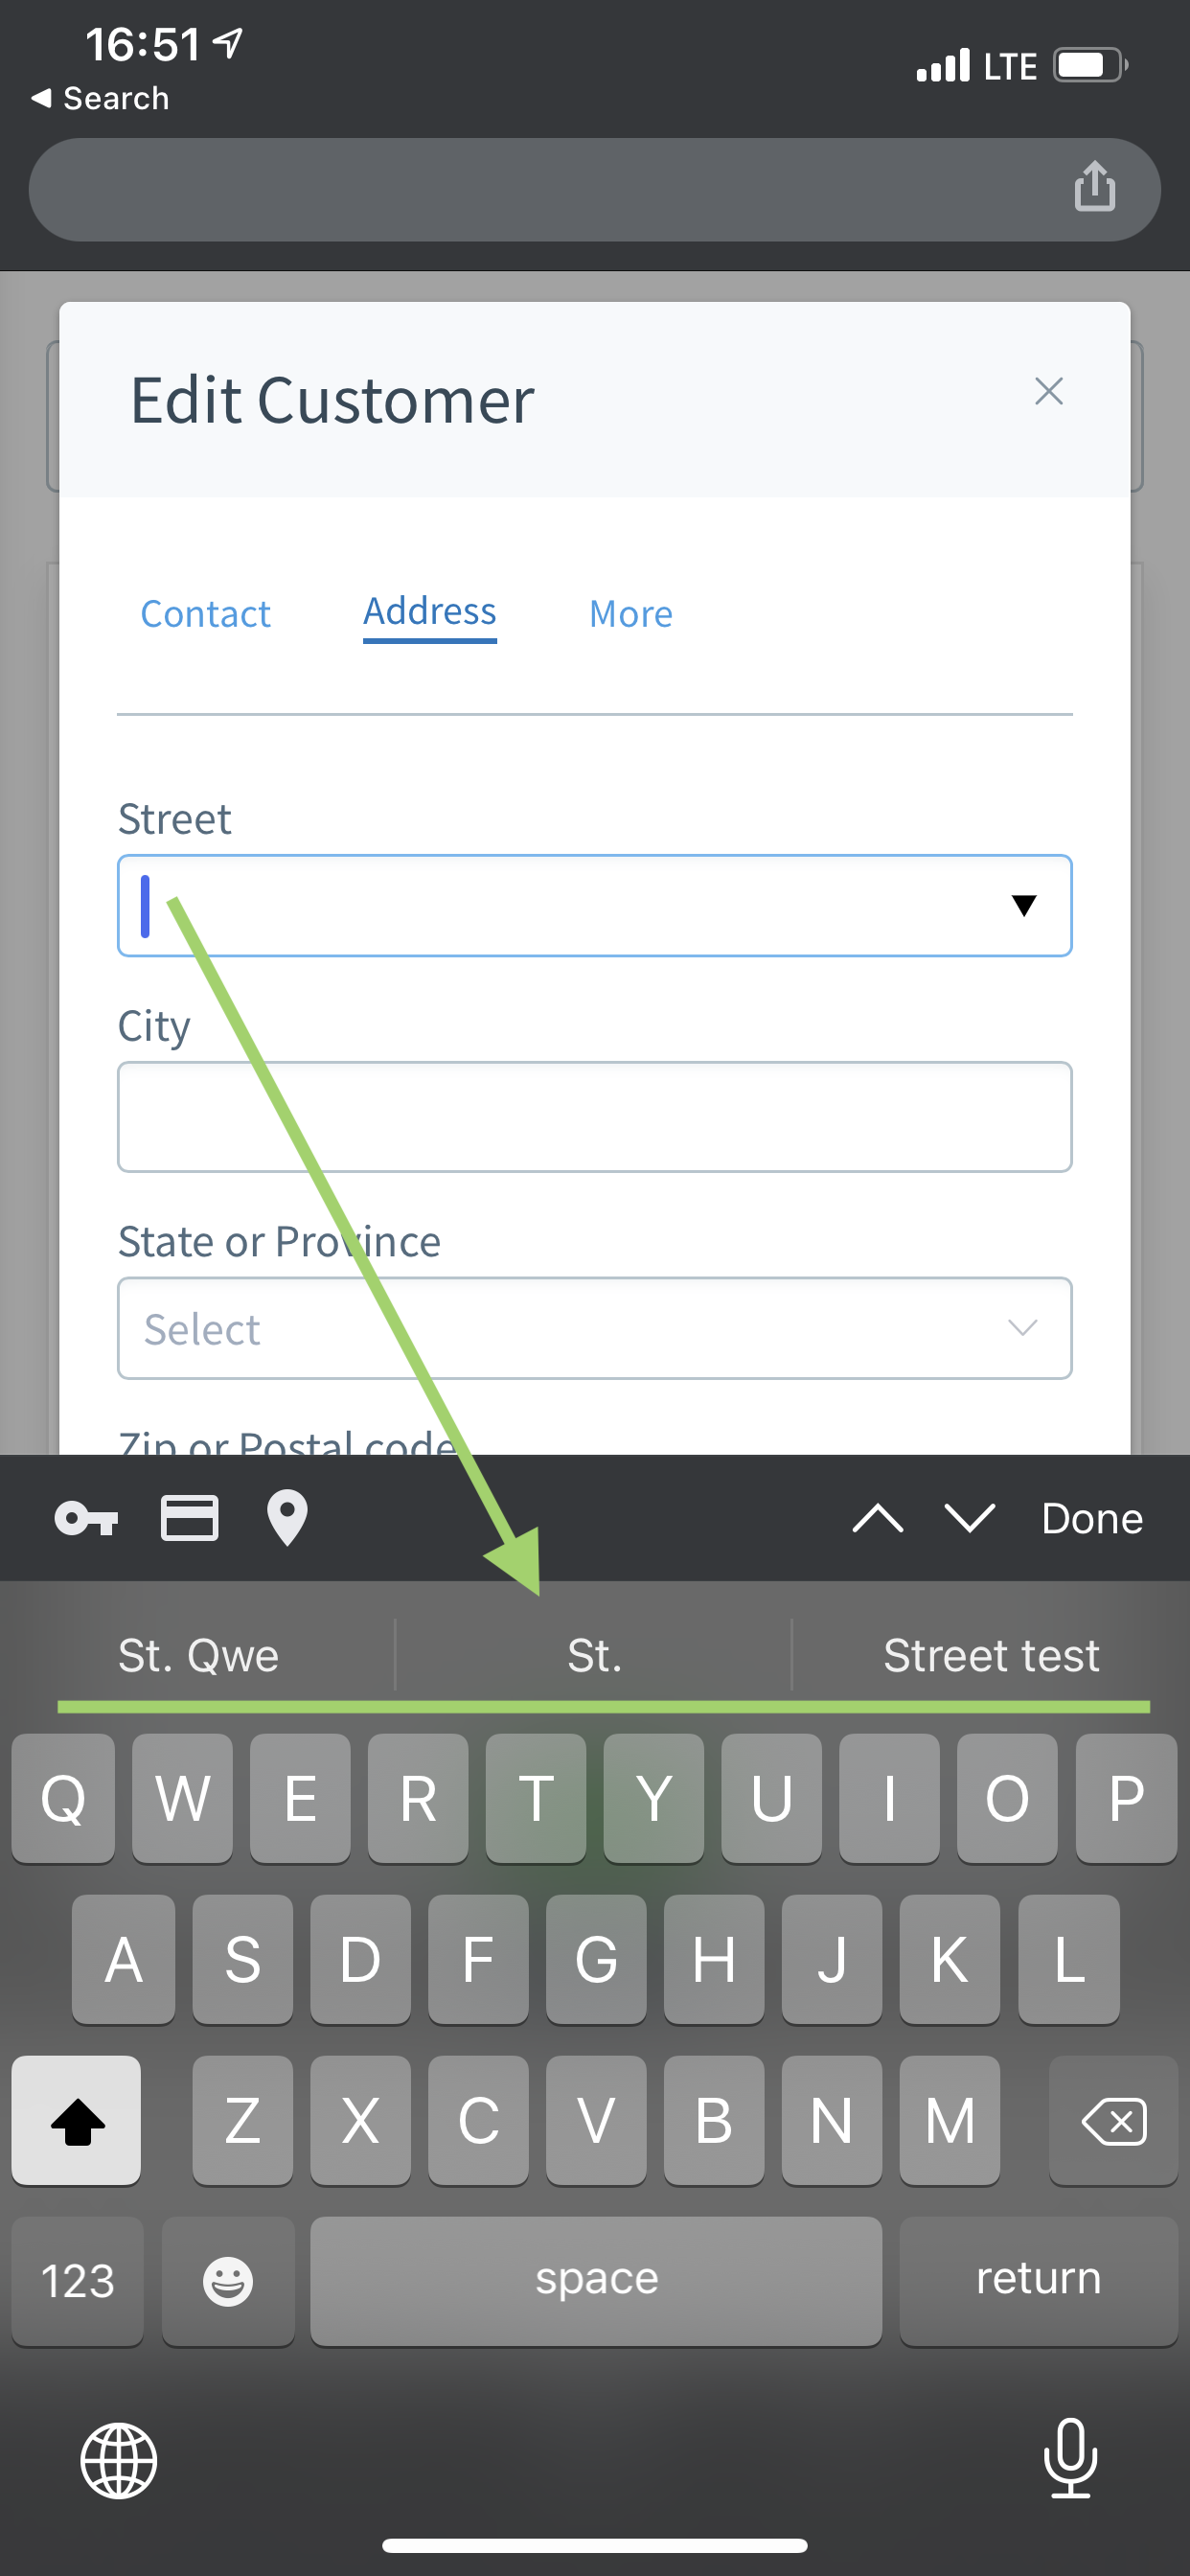 16:51
LTE
Search
Edit Customer
Contact Address More
Street
City
State or Province
Select
Zip or Postal code
Done
St. Qwe St. Street test
Q W E R T Y U I O P
A S D F G H J K L
Z X C V B N M
123 space return